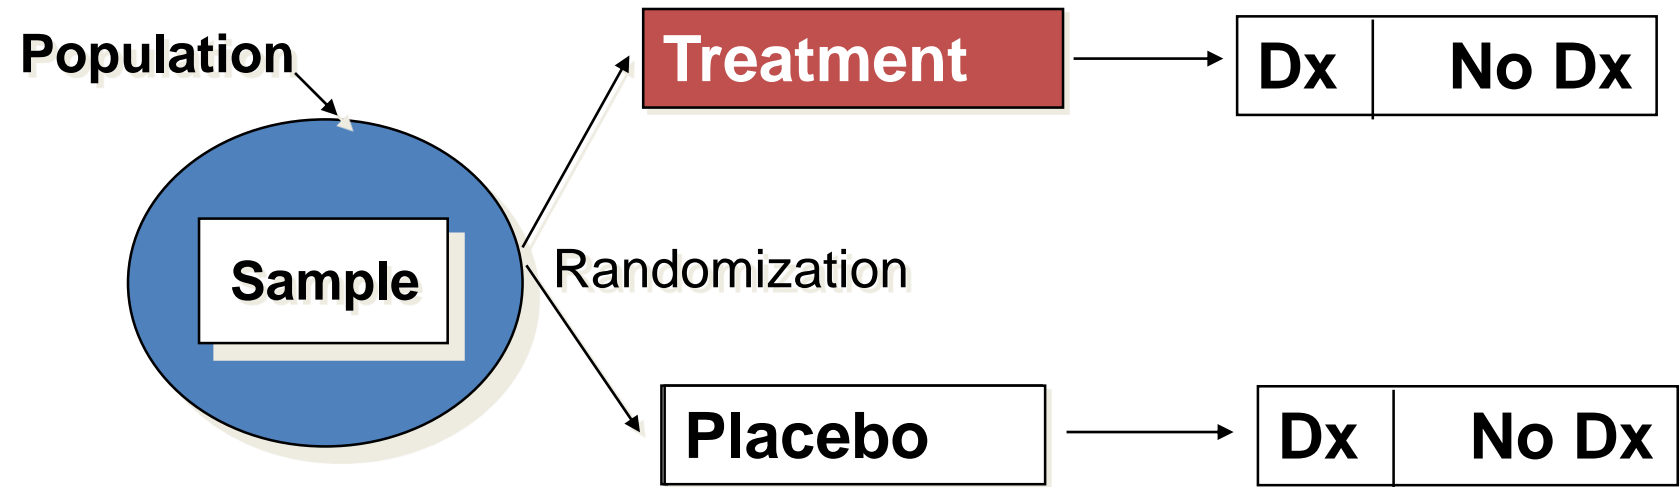 Population
Treatment
Dx
No Dx
Sample
Randomization
Placebo
Dx
No Dx